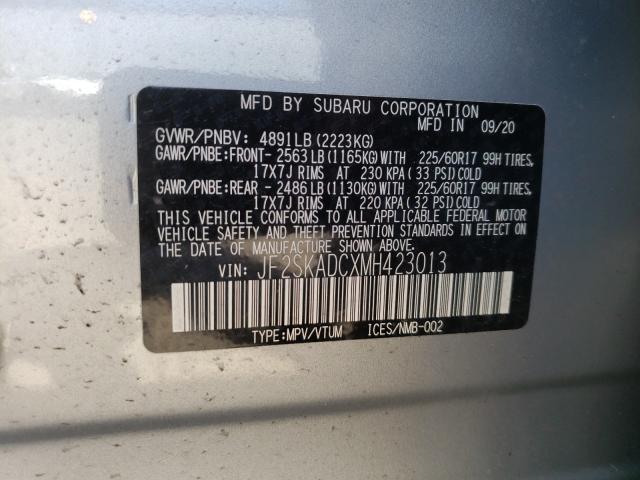 MFD BY SUBARU CORPORATION
MFD IN 09/20
GVWR/PNBV: 4891LB(2223KG)
GAWR/PNBE:FRONT- 2563LB(1165KG)WITH 225/60R17 99H TIRES,
17X7J RIMS AT 230 KPA(33 PSI)COLD
GAWR/PNBE:REAR -2486LB(1130KG)WITH 225/60R17 99H TIRES,
17X7J RIMS AT 220 KPA(32 PSI)COLD
THIS VEHICLE CONFORMS TO ALL APPLICABLE FEDERAL MOTOR
VEHICLE SAFETY AND THEFT PREVENTION STANDARDS IN EFFECT ON
THE DATE OF MANUFACTURE SHOWN ABOVE.
VIN: JF2SKADCXMH423013
TYPE:MPV/VTUM ICES/NMB-002